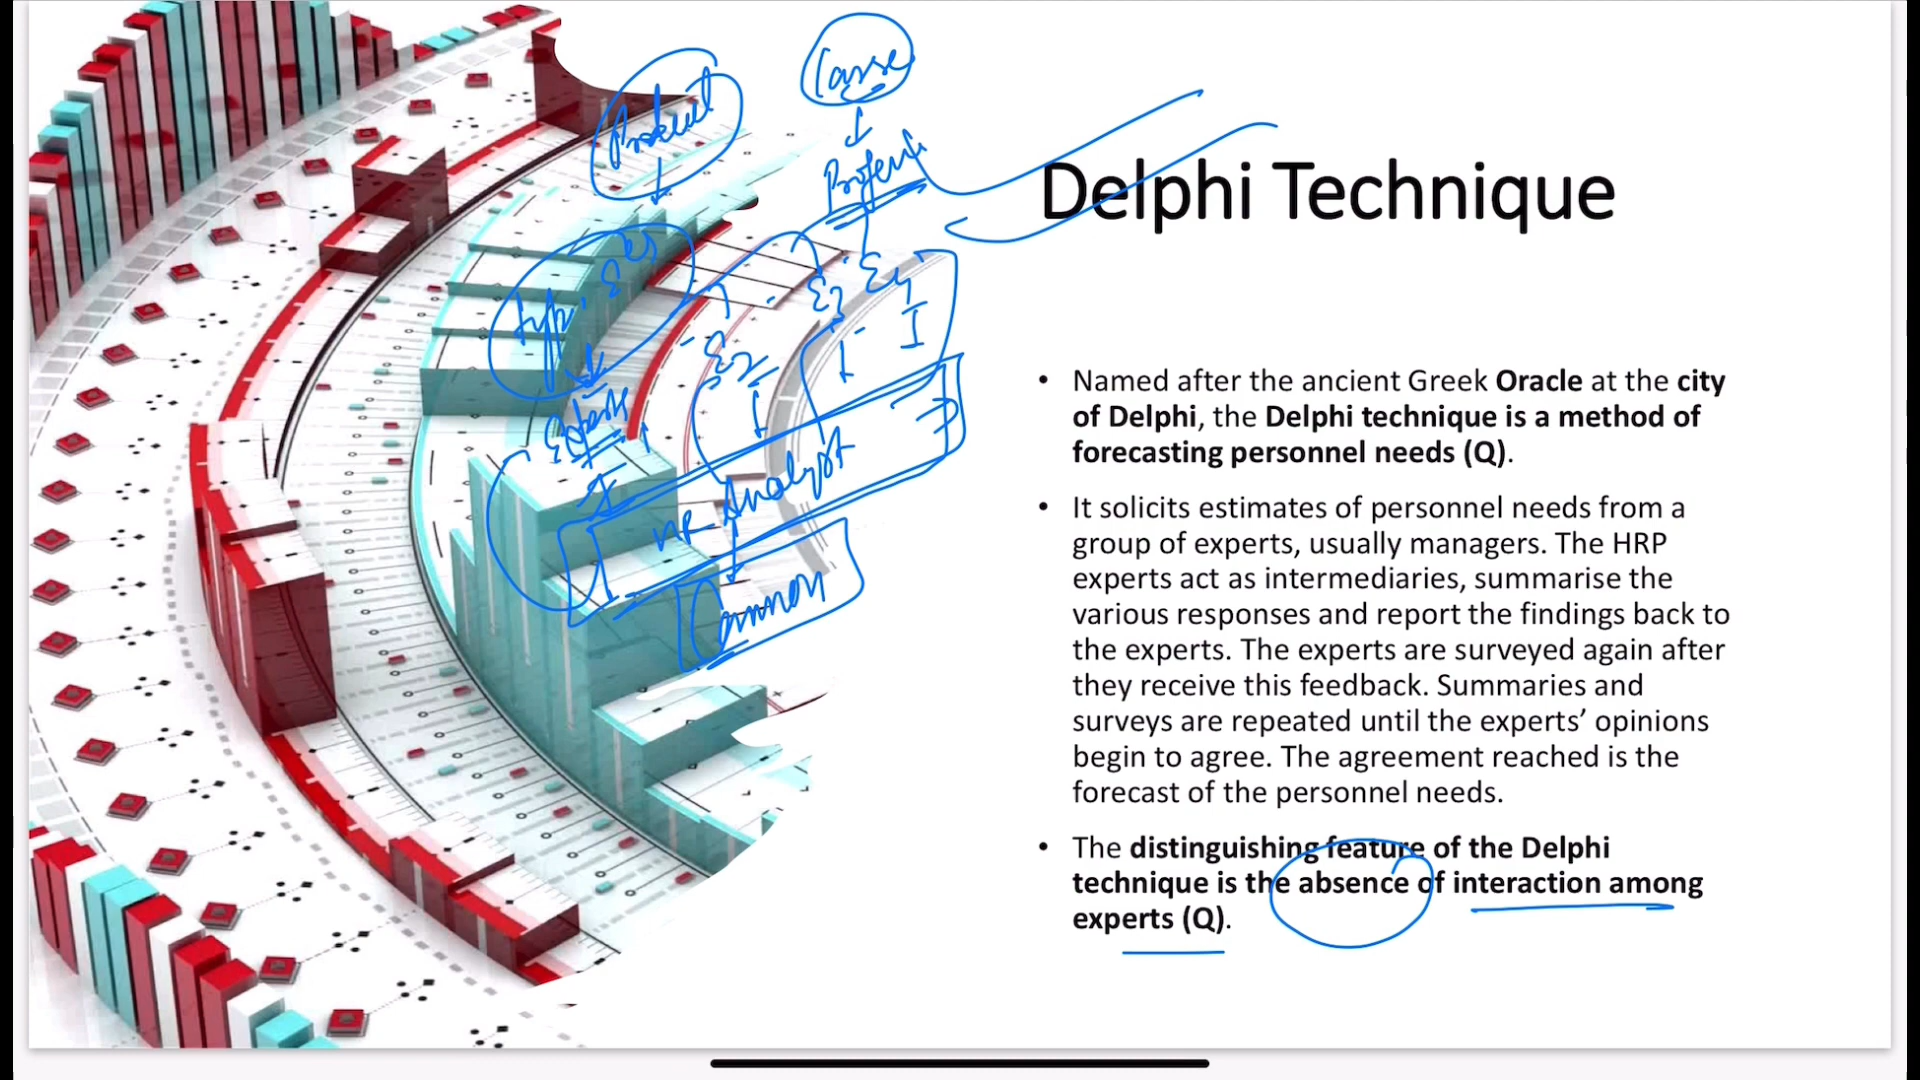 Product
Delphi Technique
Experts
HR Analyst
Common
• Named after the ancient Greek Oracle at the city
of Delphi, the Delphi technique is a method of
forecasting personnel needs (Q).
• It solicits estimates of personnel needs from a
group of experts, usually managers. The HRP
experts act as intermediaries, summarise the
various responses and report the findings back to
the experts. The experts are surveyed again after
they receive this feedback. Summaries and
surveys are repeated until the experts’ opinions
begin to agree. The agreement reached is the
forecast of the personnel needs.
• The distinguishing feature of the Delphi
technique is the absence of interaction among
experts (Q).